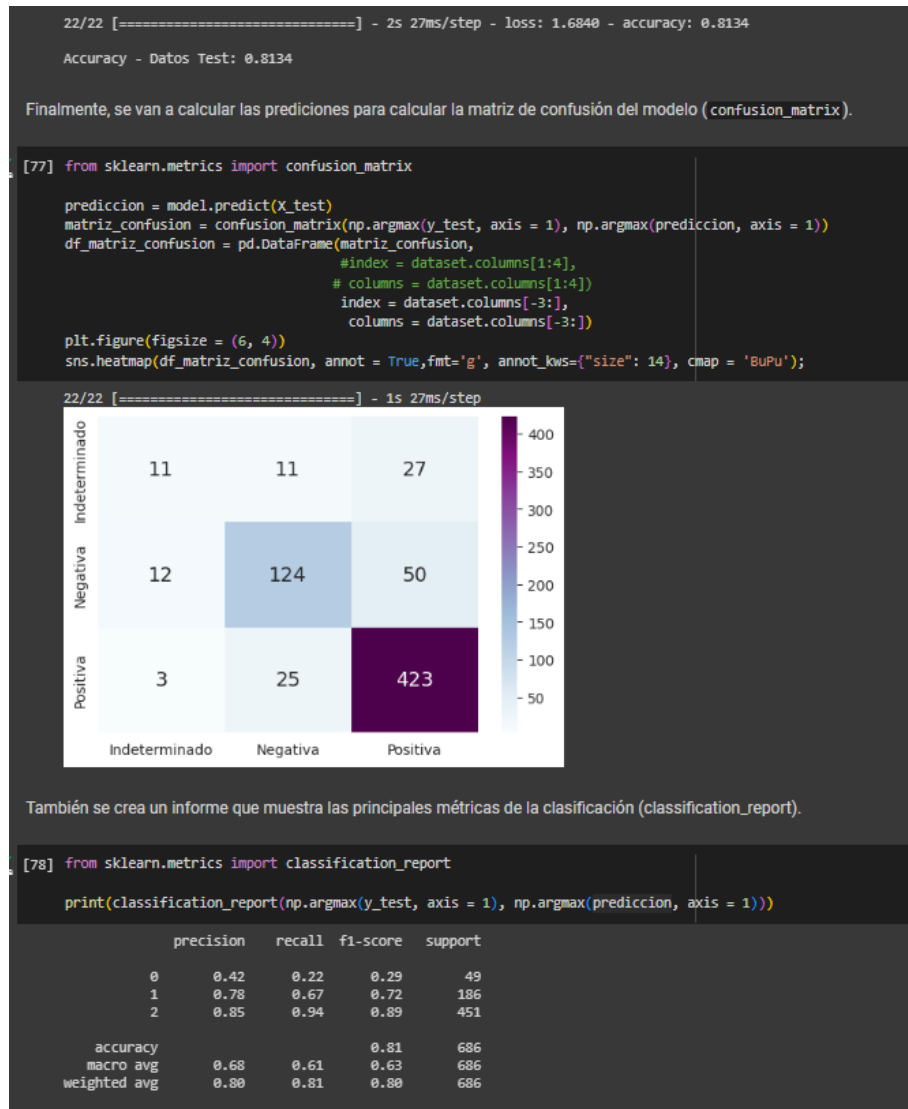 22/22 [==============================] - 2s 27ms/step - loss: 1.6840 - accuracy: 0.8134
Accuracy - Datos Test: 0.8134
Finalmente, se van a calcular las prediciones para calcular la matriz de confusión del modelo (confusion_matrix).
[77] from sklearn.metrics import confusion_matrix
prediccion = model.predict(X_test)
matriz_confusion = confusion_matrix(np.argmax(y_test, axis = 1), np.argmax(prediccion, axis = 1))
df_matriz_confusion = pd.DataFrame(matriz_confusion,
#index = dataset.columns[1:4],
# columns = dataset.columns[1:4])
index = dataset.columns[-3:],
columns = dataset.columns[-3:])
plt.figure(figsize = (6, 4))
sns.heatmap(df_matriz_confusion, annot = True,fmt='g', annot_kws={"size": 14}, cmap = 'BuPu');
22/22 [==============================] - 1s 27ms/step
Indeterminado 11 11 27
Negativa 12 124 50
Positiva 3 25 423
Indeterminado Negativa Positiva
400
350
300
250
200
150
100
50
También se crea un informe que muestra las principales métricas de la clasificación (classification_report).
[78] from sklearn.metrics import classification_report
print(classification_report(np.argmax(y_test, axis = 1), np.argmax(prediccion, axis = 1)))
precision recall f1-score support
0 0.42 0.22 0.29 49
1 0.78 0.67 0.72 186
2 0.85 0.94 0.89 451
accuracy 0.81 686
macro avg 0.68 0.61 0.63 686
weighted avg 0.80 0.81 0.80 686